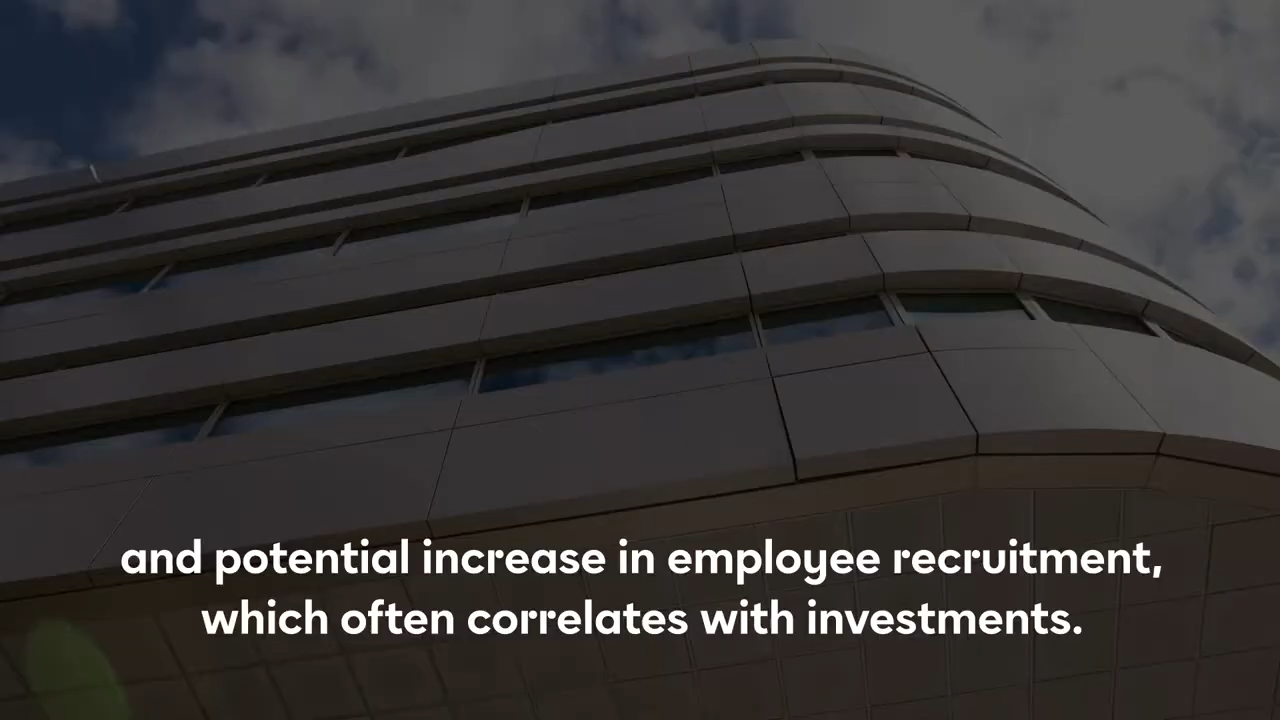 and potential increase in employee recruitment,
which often correlates with investments.